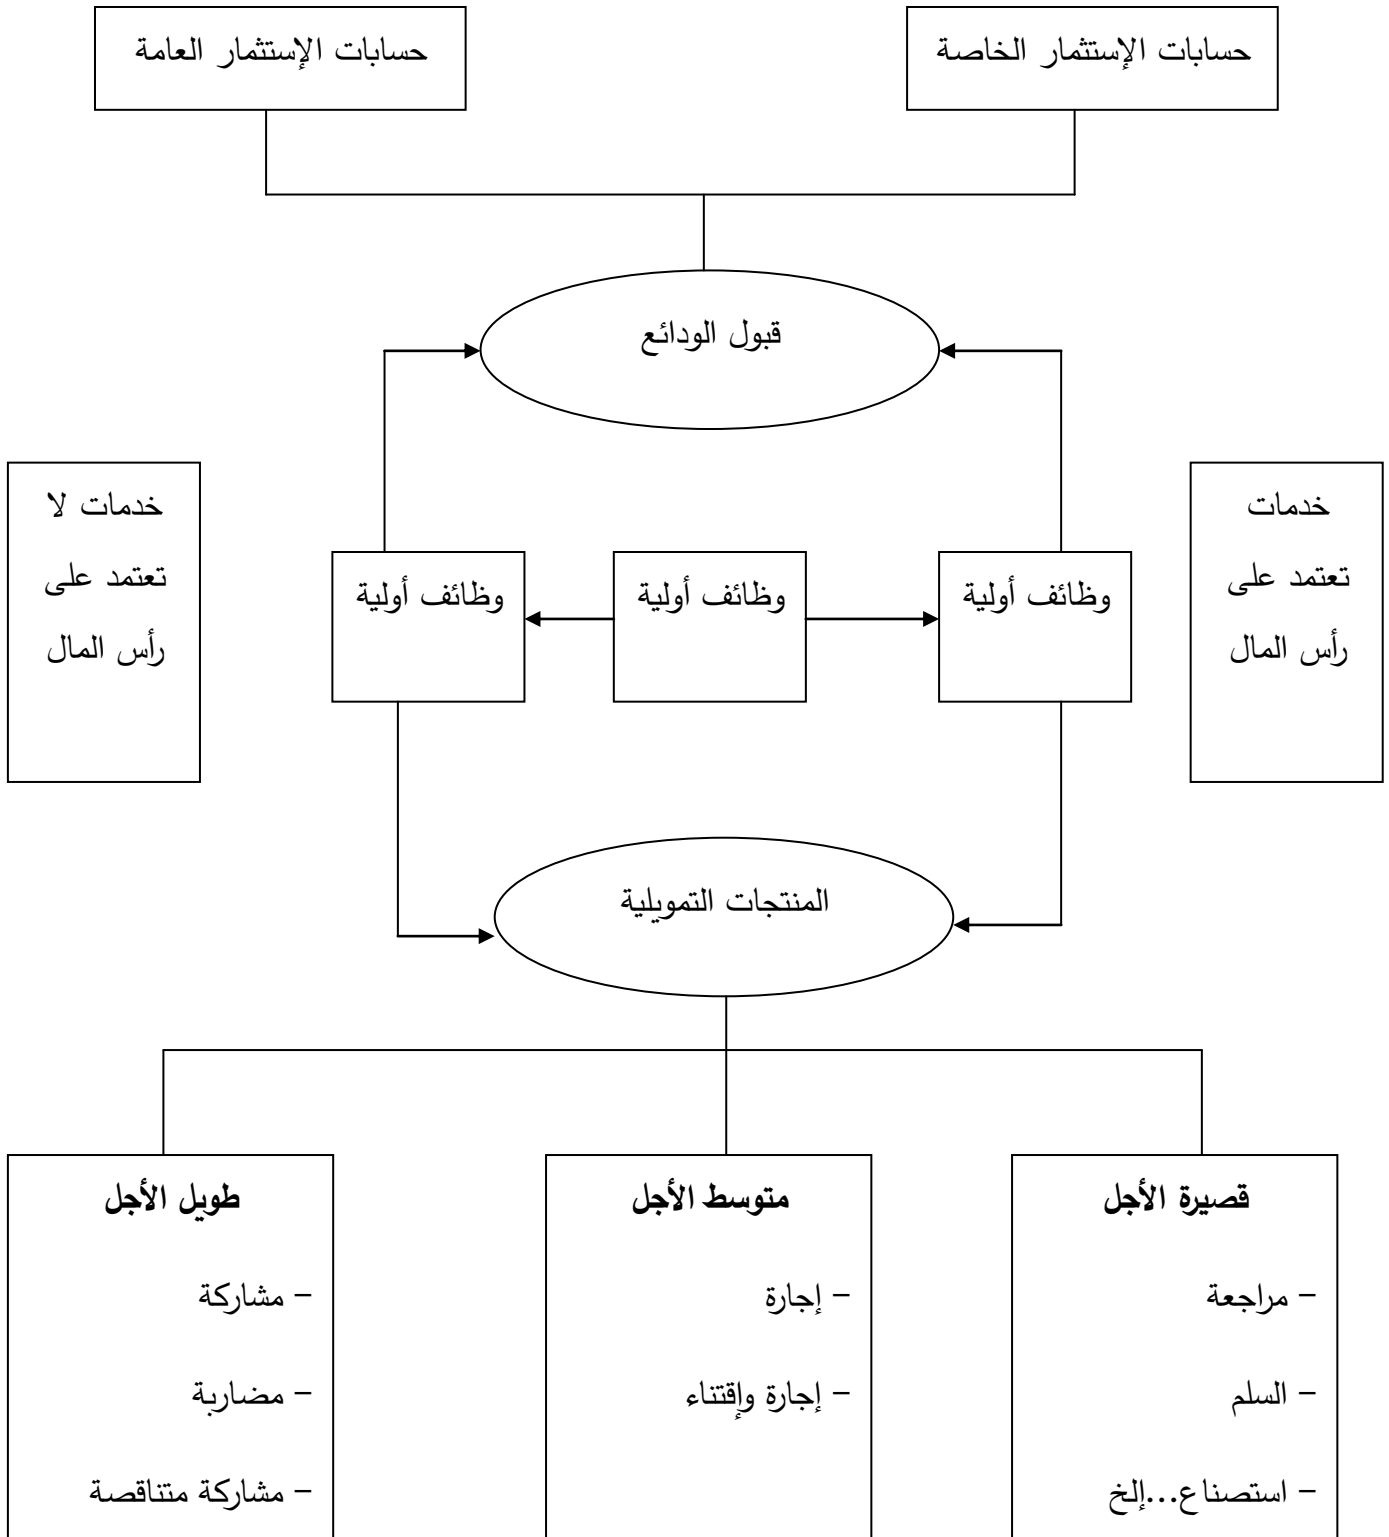 حسابات الإستثمار الخاصة
حسابات الإستثمار العامة
قبول الودائع
خدمات
تعتمد على
رأس المال
وظائف أولية
وظائف أولية
وظائف أولية
خدمات لا
تعتمد على
رأس المال
المنتجات التمويلية
قصيرة الأجل
- مراجعة
- السلم
- استصناع...إلخ
متوسط الأجل
- إجارة
- إجارة وإقتناء
طويل الأجل
- مشاركة
- مضاربة
- مشاركة متناقصة